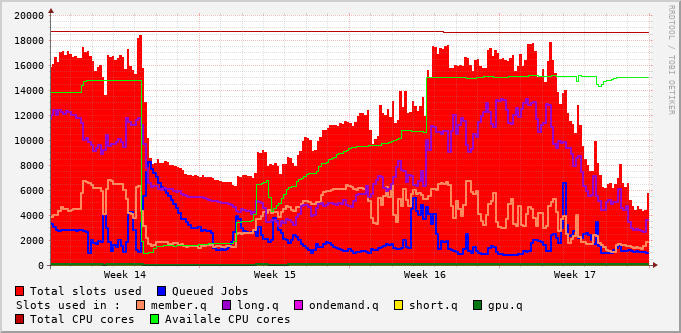 20000
18000
16000
14000
12000
10000
8000
6000
4000
2000
0
Week 14 Week 15 Week 16 Week 17
Total slots used Queued Jobs
Slots used in : member.q long.q ondemand.q short.q gpu.q
Total CPU cores Availale CPU cores
RRDTOOL / TOBI OETIKER